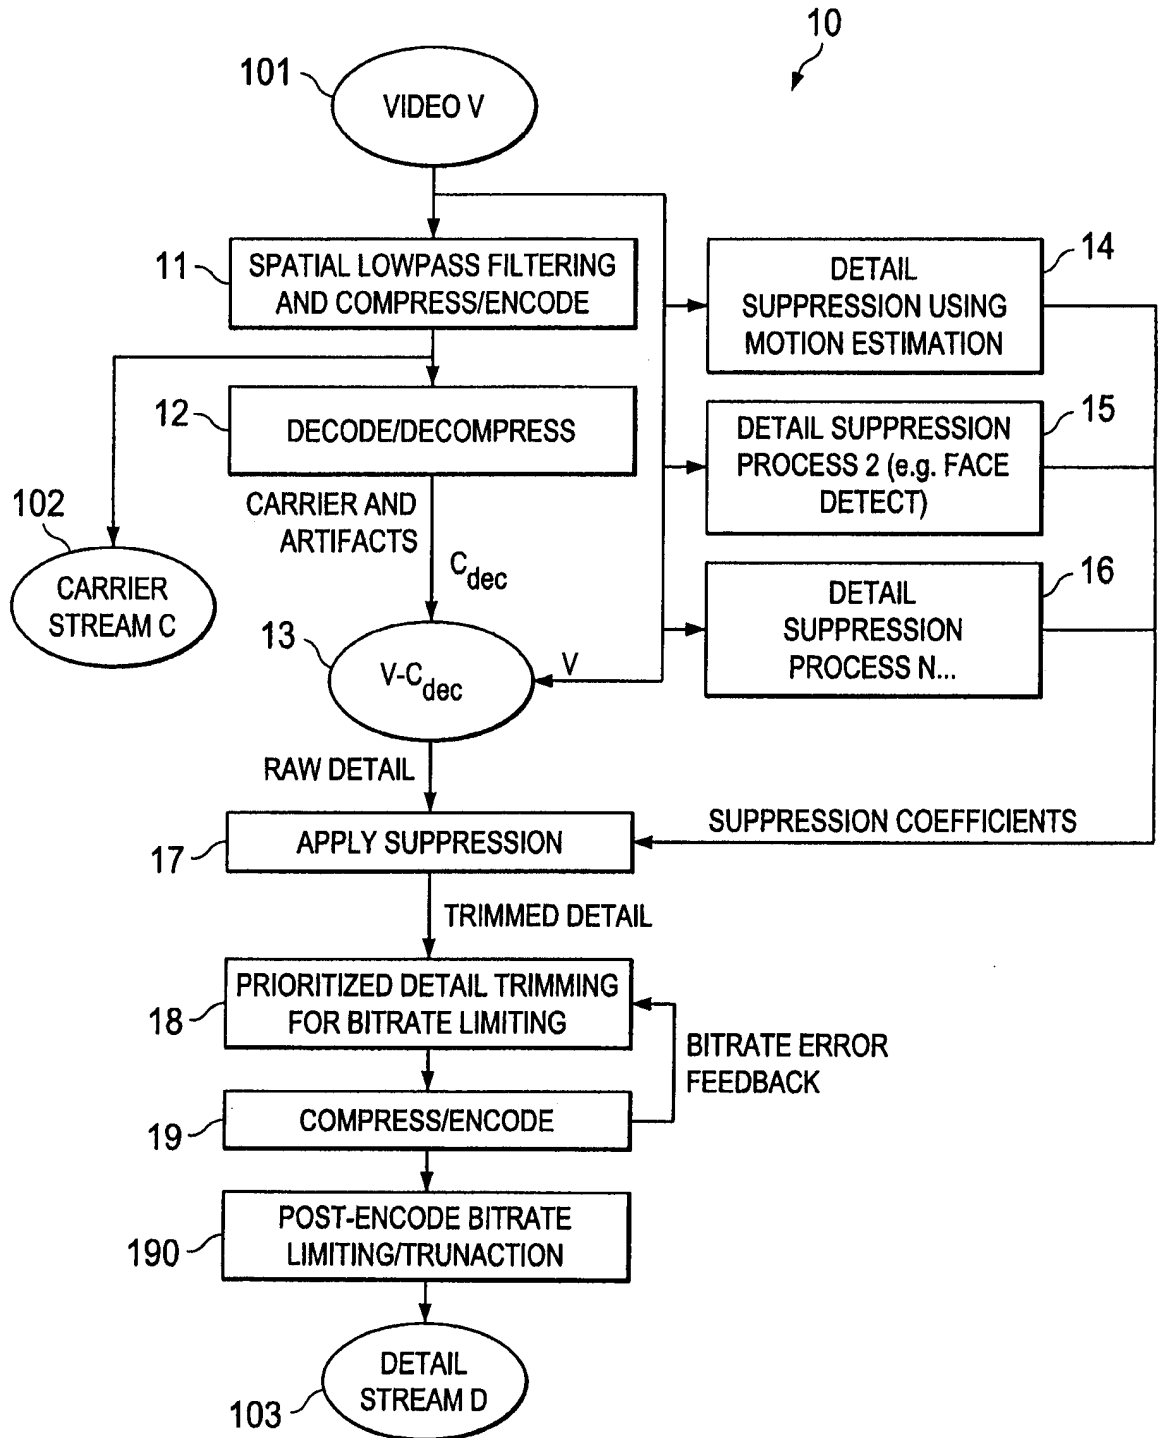 10
101
VIDEO V
11
SPATIAL LOWPASS FILTERING
AND COMPRESS/ENCODE
14
DETAIL
SUPPRESSION USING
MOTION ESTIMATION
12
DECODE/DECOMPRESS
15
DETAIL SUPPRESSION
PROCESS 2 (e.g. FACE
DETECT)
CARRIER AND
ARTIFACTS
Cdec
102
CARRIER
STREAM C
16
DETAIL
SUPPRESSION
PROCESS N...
13
V-Cdec
V
RAW DETAIL
SUPPRESSION COEFFICIENTS
17
APPLY SUPPRESSION
TRIMMED DETAIL
18
PRIORITIZED DETAIL TRIMMING
FOR BITRATE LIMITING
BITRATE ERROR
FEEDBACK
19
COMPRESS/ENCODE
190
POST-ENCODE BITRATE
LIMITING/TRUNACTION
103
DETAIL
STREAM D